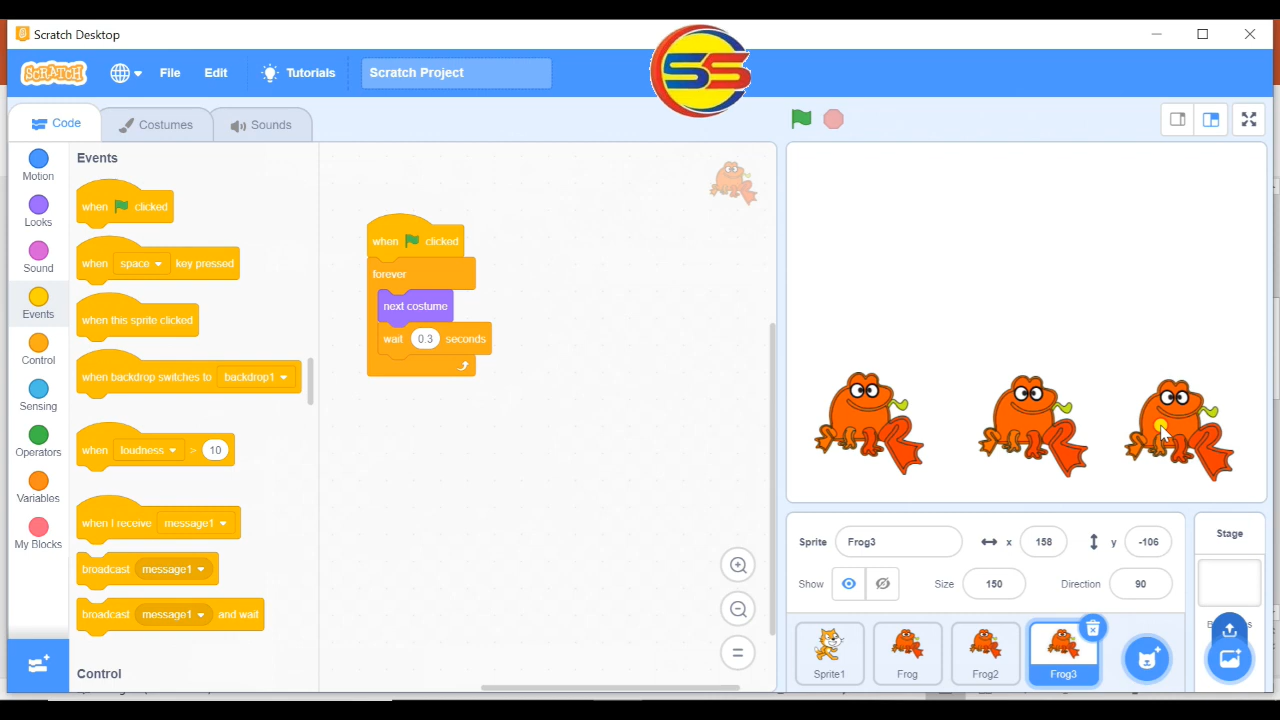 Scratch Desktop
SCRATCH
File
Edit
Tutorials
Scratch Project
SS
Code
Costumes
Sounds
Motion
Looks
Sound
Events
Control
Sensing
Operators
Variables
My Blocks
Events
when clicked
when space key pressed
when this sprite clicked
when backdrop switches to backdrop1
when loudness > 10
when I receive message1
broadcast message1
broadcast message1 and wait
Control
when clicked
forever
next costume
wait 0.3 seconds
Sprite Frog3
x 158
y -106
Show
Size 150
Direction 90
Sprite1
Frog
Frog2
Frog3
Stage